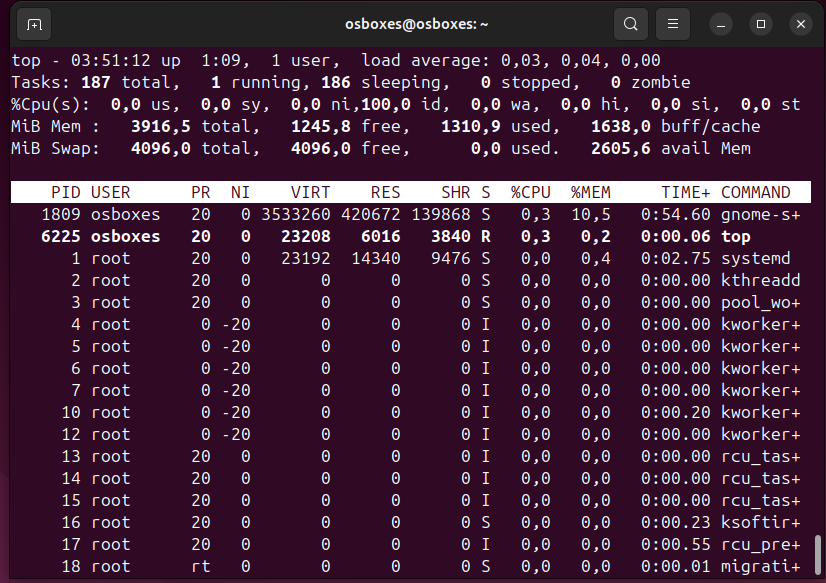 osboxes@osboxes: ~
top - 03:51:12 up  1:09,  1 user,  load average: 0,03, 0,04, 0,00
Tasks: 187 total,   1 running, 186 sleeping,   0 stopped,   0 zombie
%Cpu(s):  0,0 us,  0,0 sy,  0,0 ni,100,0 id,  0,0 wa,  0,0 hi,  0,0 si,  0,0 st
MiB Mem :   3916,5 total,   1245,8 free,   1310,9 used,   1638,0 buff/cache
MiB Swap:   4096,0 total,   4096,0 free,      0,0 used.   2605,6 avail Mem
    PID USER      PR  NI    VIRT    RES    SHR S  %CPU  %MEM     TIME+ COMMAND
   1809 osboxes   20   0 3533260 420672 139868 S   0,3  10,5   0:54.60 gnome-s+
   6225 osboxes   20   0   23208   6016   3840 R   0,3   0,2   0:00.06 top
      1 root      20   0   23192  14340   9476 S   0,0   0,4   0:02.75 systemd
      2 root      20   0       0      0      0 S   0,0   0,0   0:00.00 kthreadd
      3 root      20   0       0      0      0 S   0,0   0,0   0:00.00 pool_wo+
      4 root       0 -20       0      0      0 I   0,0   0,0   0:00.00 kworker+
      5 root       0 -20       0      0      0 I   0,0   0,0   0:00.00 kworker+
      6 root       0 -20       0      0      0 I   0,0   0,0   0:00.00 kworker+
      7 root       0 -20       0      0      0 I   0,0   0,0   0:00.00 kworker+
     10 root       0 -20       0      0      0 I   0,0   0,0   0:00.20 kworker+
     12 root       0 -20       0      0      0 I   0,0   0,0   0:00.00 kworker+
     13 root      20   0       0      0      0 I   0,0   0,0   0:00.00 rcu_tas+
     14 root      20   0       0      0      0 I   0,0   0,0   0:00.00 rcu_tas+
     15 root      20   0       0      0      0 I   0,0   0,0   0:00.00 rcu_tas+
     16 root      20   0       0      0      0 S   0,0   0,0   0:00.23 ksoftir+
     17 root      20   0       0      0      0 I   0,0   0,0   0:00.55 rcu_pre+
     18 root      rt   0       0      0      0 S   0,0   0,0   0:00.01 migrati+